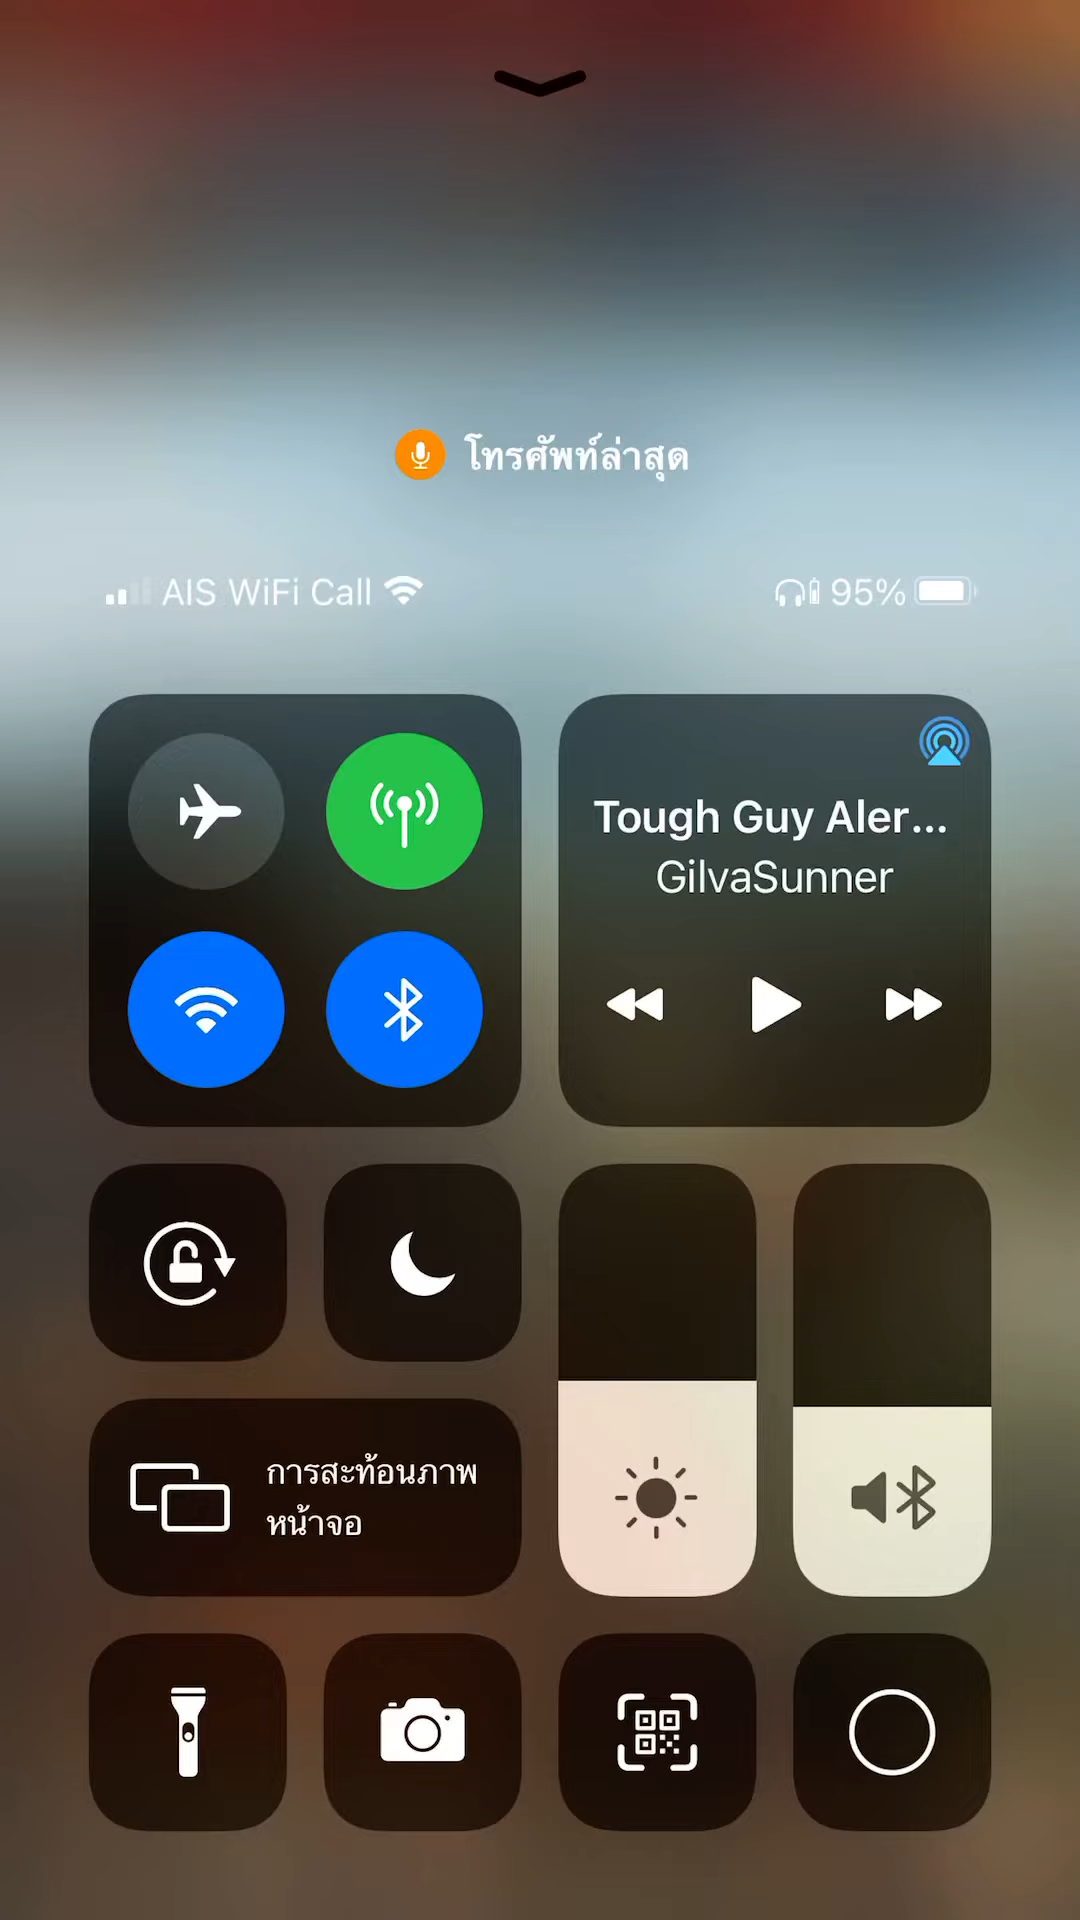 โทรศัพท์ล่าสุด
AIS WiFi Call 95%
Tough Guy Aler...
GilvaSunner
การสะท้อนภาพ
หน้าจอ